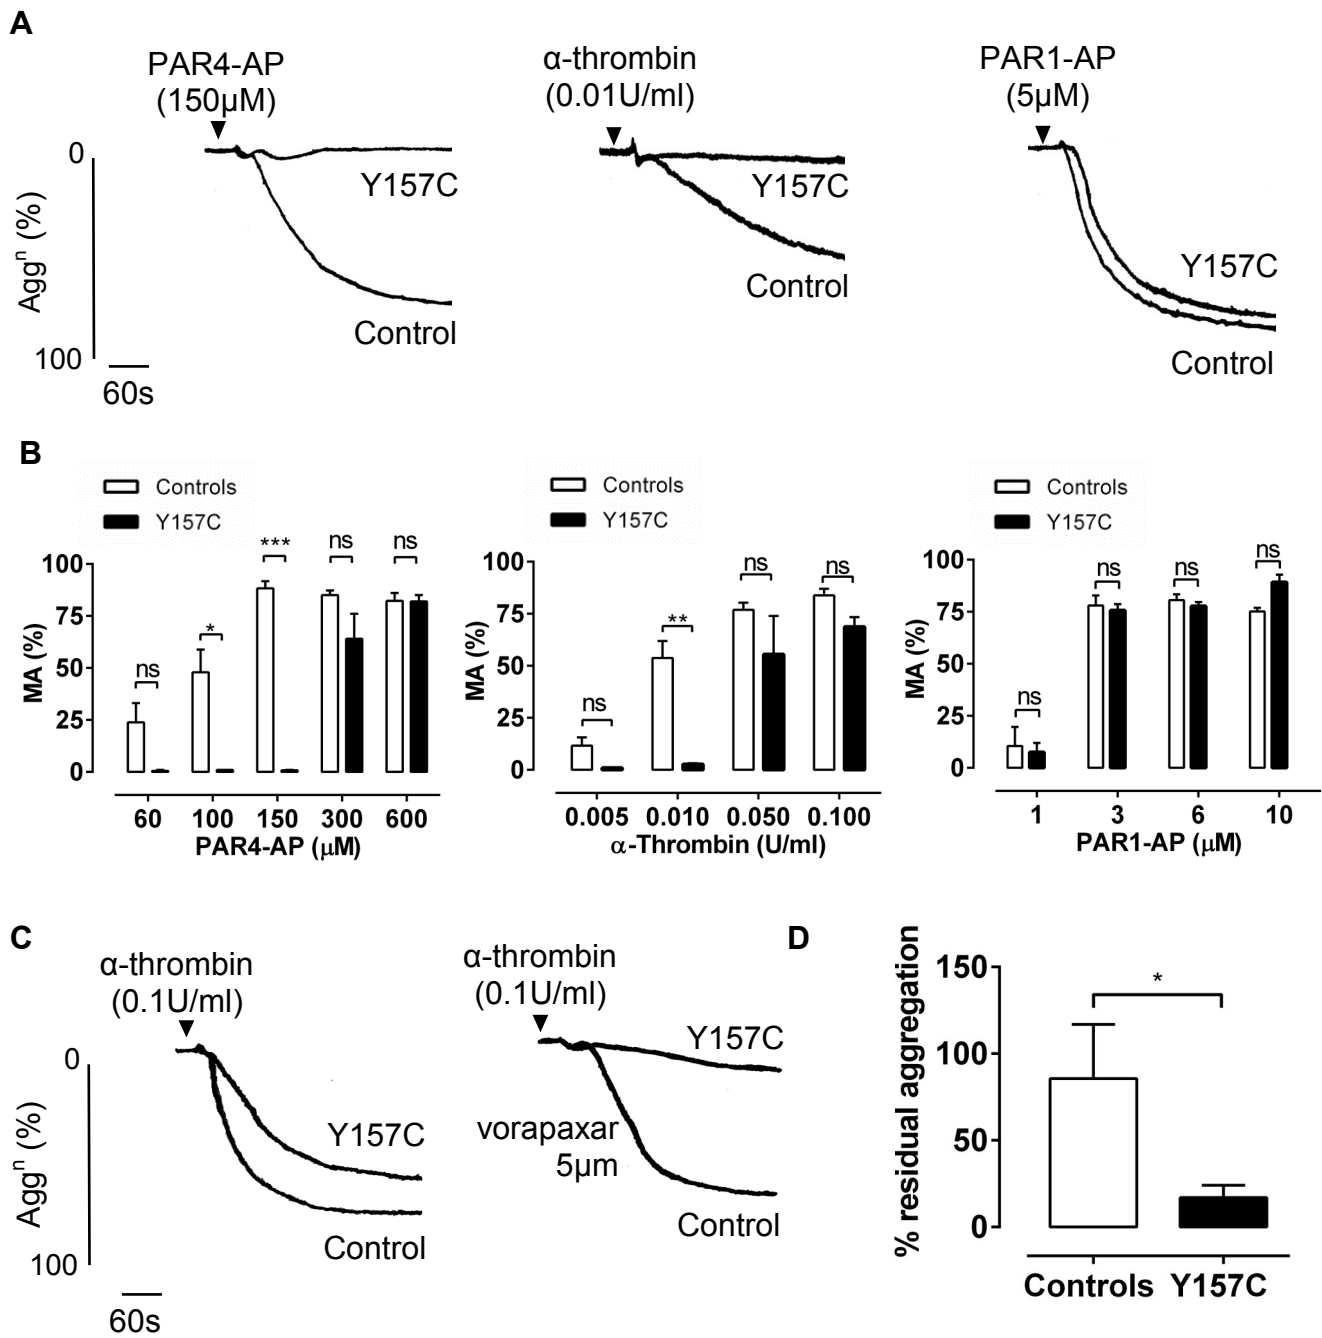 A
PAR4-AP
(150µM)
α-thrombin
(0.01U/ml)
PAR1-AP
(5µM)
0
Aggⁿ (%)
100
60s
Y157C
Control
Y157C
Control
Y157C
Control
B
Controls
Y157C
MA (%)
100
75
50
25
0
ns
*
***
ns
ns
60 100 150 300 600
PAR4-AP (µM)
Controls
Y157C
MA (%)
100
75
50
25
0
ns
**
ns
ns
0.005 0.010 0.050 0.100
α-Thrombin (U/ml)
Controls
Y157C
MA (%)
100
75
50
25
0
ns
ns
ns
ns
1 3 6 10
PAR1-AP (µM)
C
α-thrombin
(0.1U/ml)
0
Aggⁿ (%)
100
60s
Y157C
Control
α-thrombin
(0.1U/ml)
Y157C
vorapaxar
5µm
Control
D
% residual aggregation
150
100
50
0
*
Controls Y157C